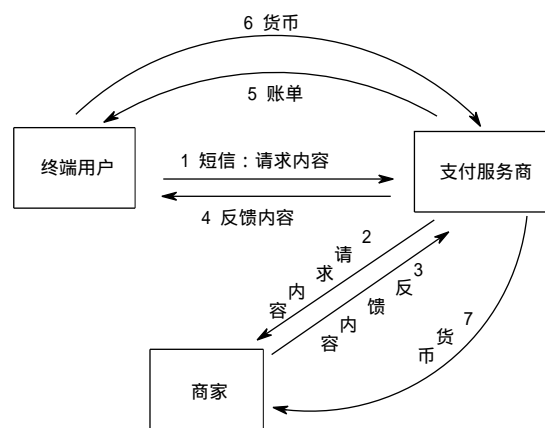 6 货币
5 账单
终端用户
支付服务商
1 短信：请求内容
4 反馈内容
2 请求内容
3 反馈内容
7 货币
商家